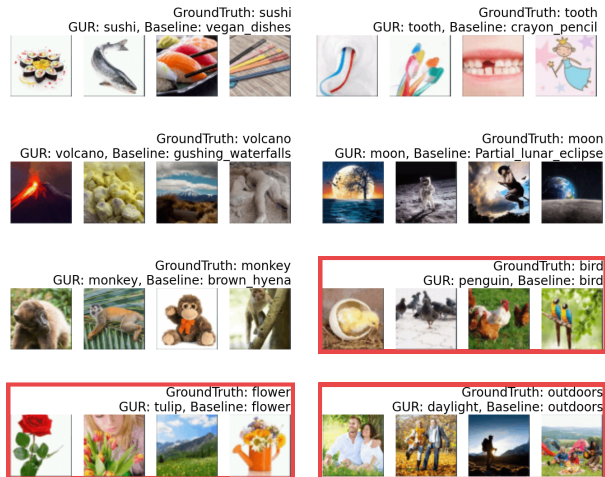 GroundTruth: sushi
GUR: sushi, Baseline: vegan_dishes
GroundTruth: tooth
GUR: tooth, Baseline: crayon_pencil
GroundTruth: volcano
GUR: volcano, Baseline: gushing_waterfalls
GroundTruth: moon
GUR: moon, Baseline: Partial_lunar_eclipse
GroundTruth: monkey
GUR: monkey, Baseline: brown_hyena
GroundTruth: bird
GUR: penguin, Baseline: bird
GroundTruth: flower
GUR: tulip, Baseline: flower
GroundTruth: outdoors
GUR: daylight, Baseline: outdoors